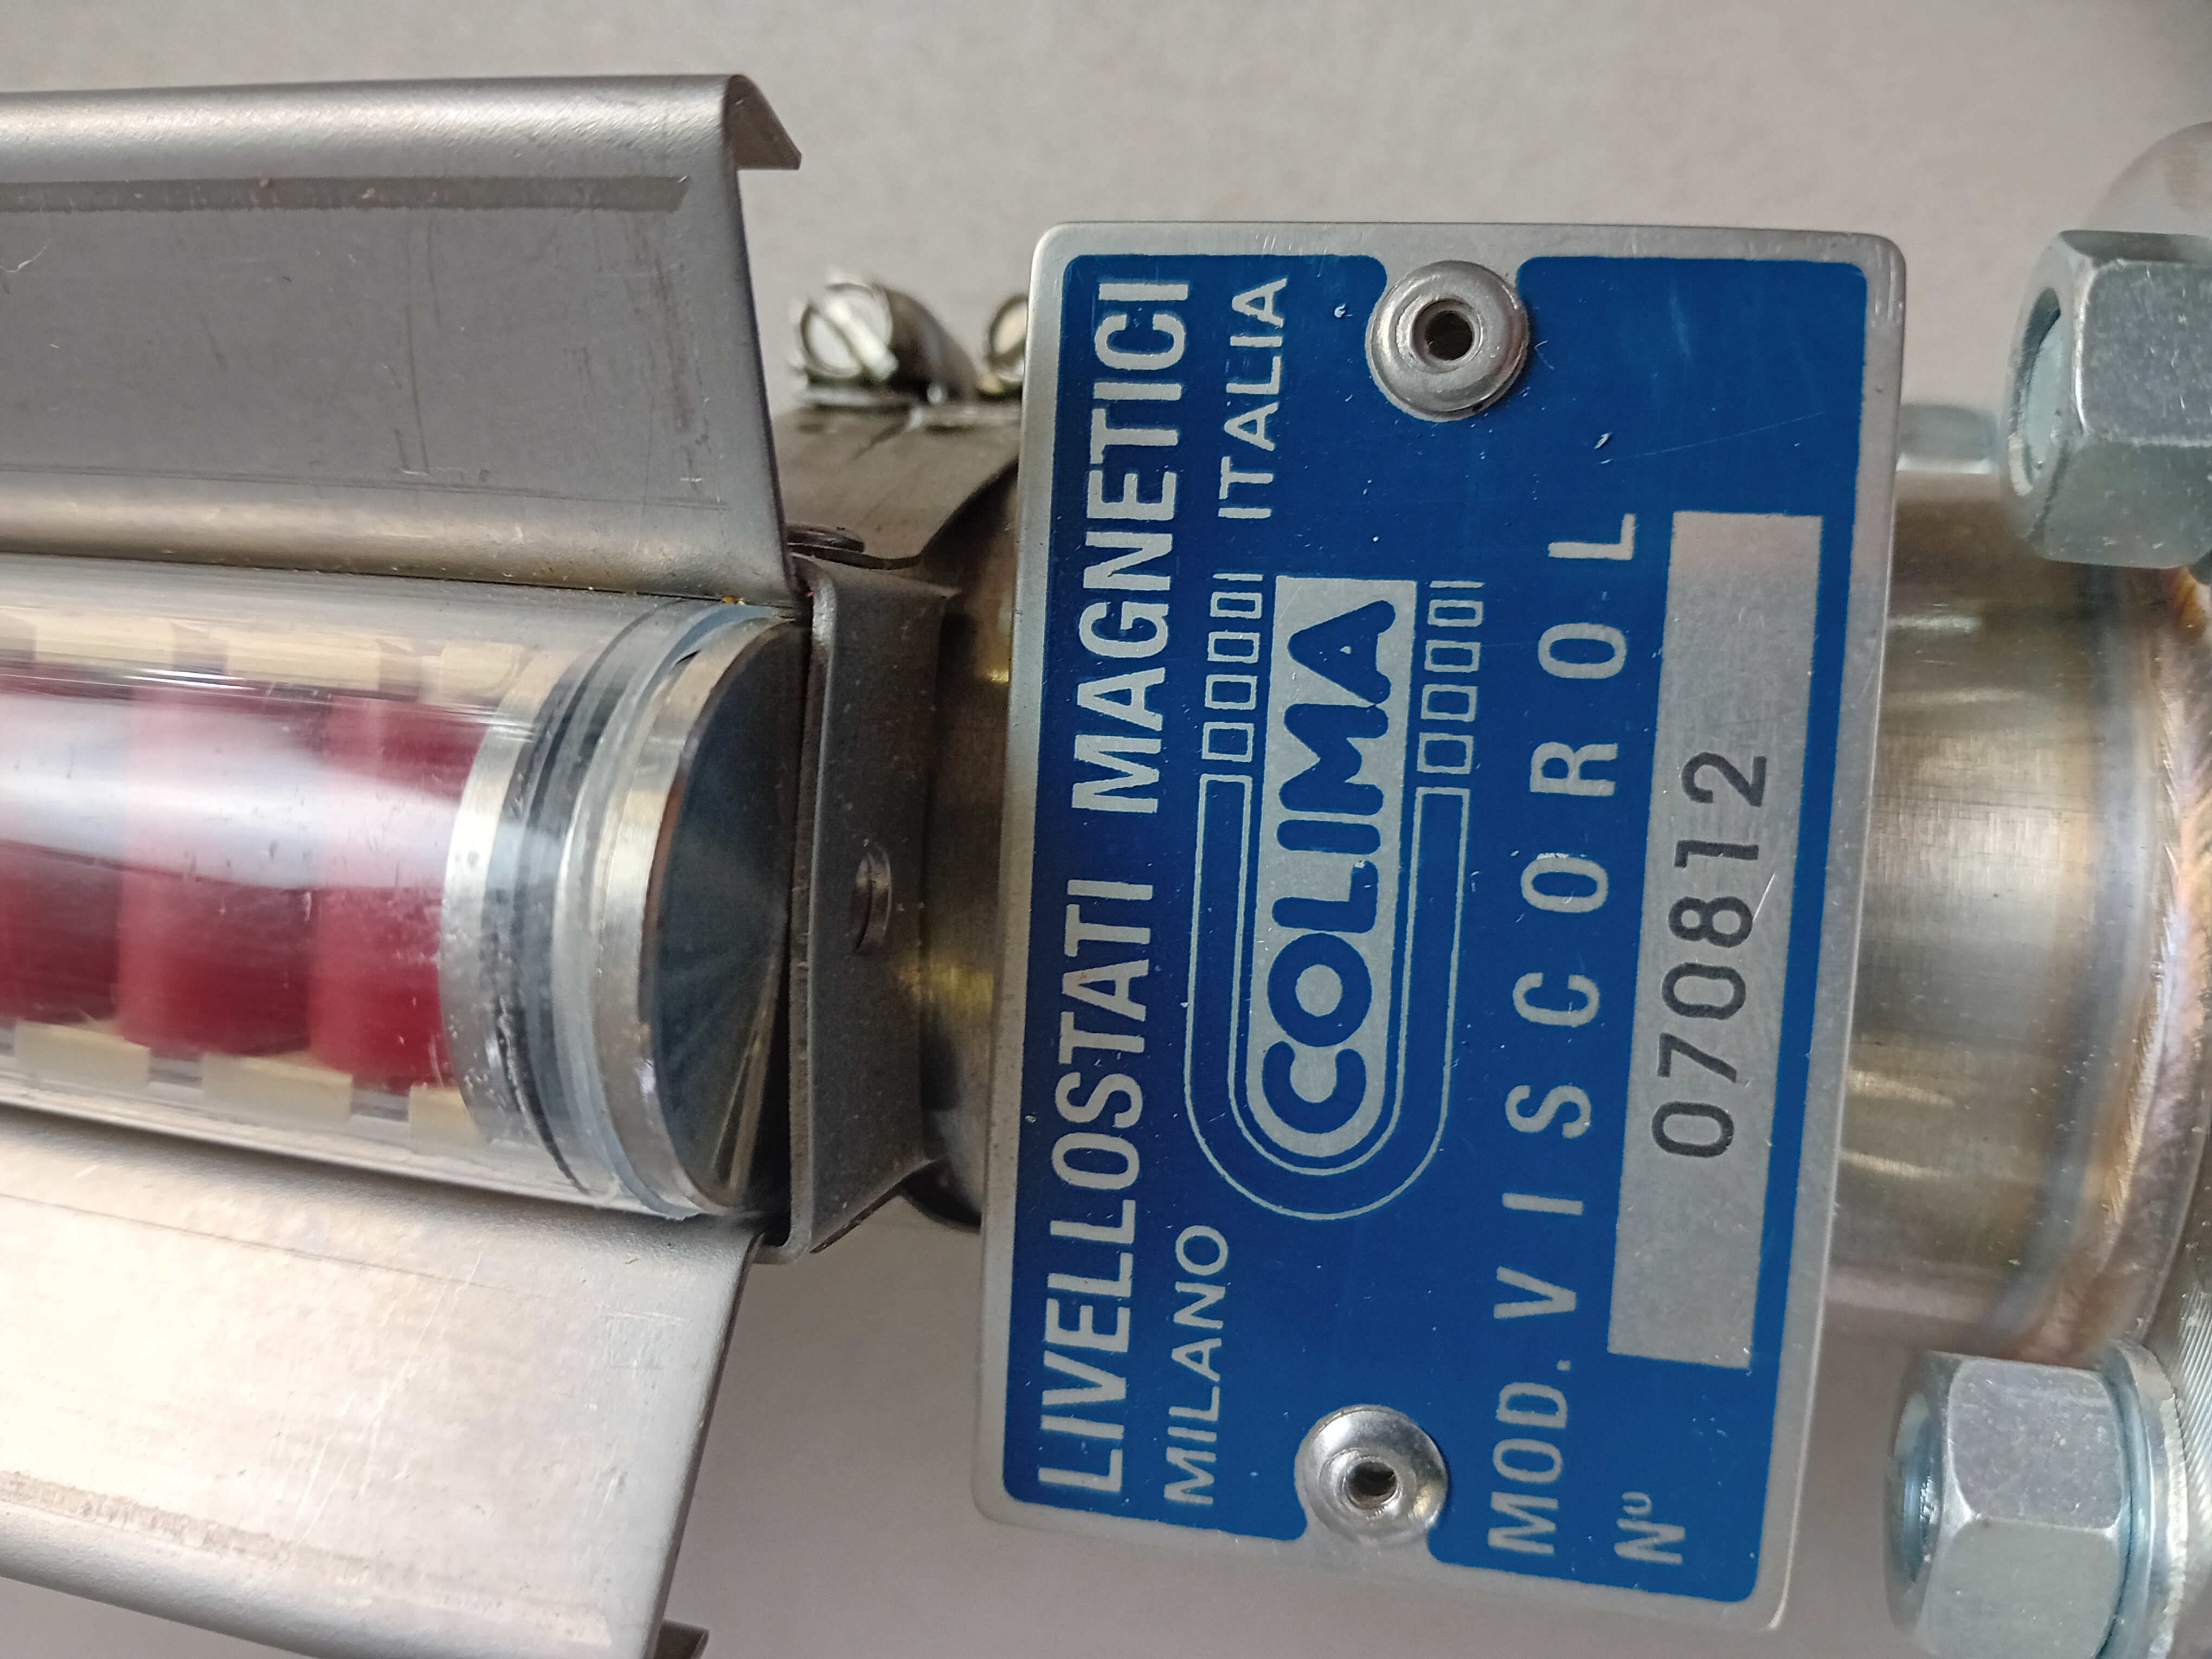 LIVELLOSTATI MAGNETICI
MILANO ITALIA
COLIMA
MOD. VISCOROL
Nº 070812